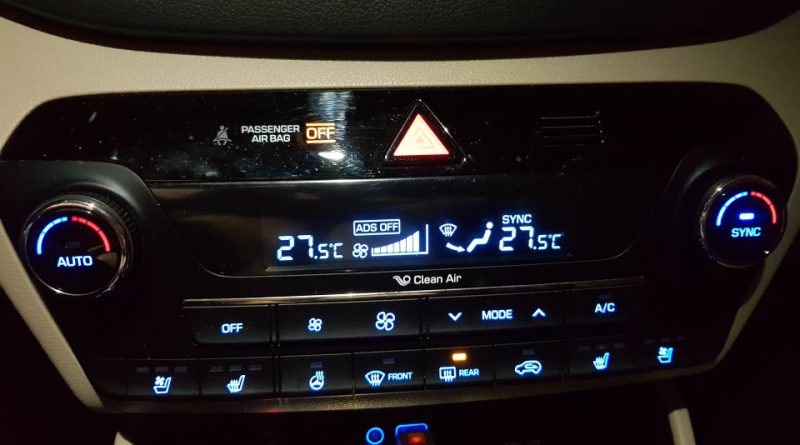 PASSENGER
AIR BAG OFF
ADS OFF
SYNC
27.5°C
27.5°C
AUTO
SYNC
Clean Air
OFF
MODE
A/C
FRONT
REAR